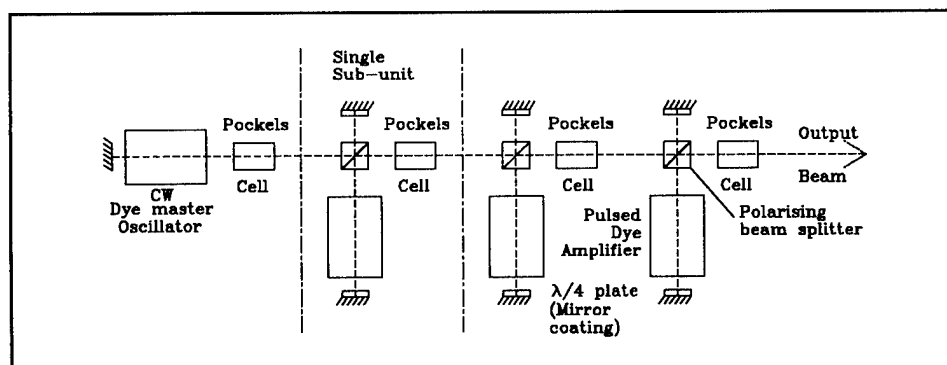 Single
Sub-unit
Pockels
Cell
CW
Dye master
Oscillator
Pockels
Cell
Pockels
Cell
Pockels
Cell
Output
Beam
Pulsed
Dye
Amplifier
Polarising
beam splitter
λ/4 plate
(Mirror
coating)